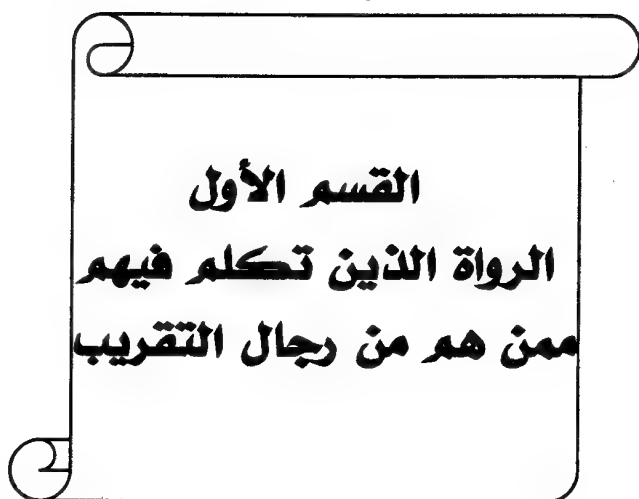 القسم الأول
الرواة الذين تكلم فيهم
ممن هم من رجال التقريب